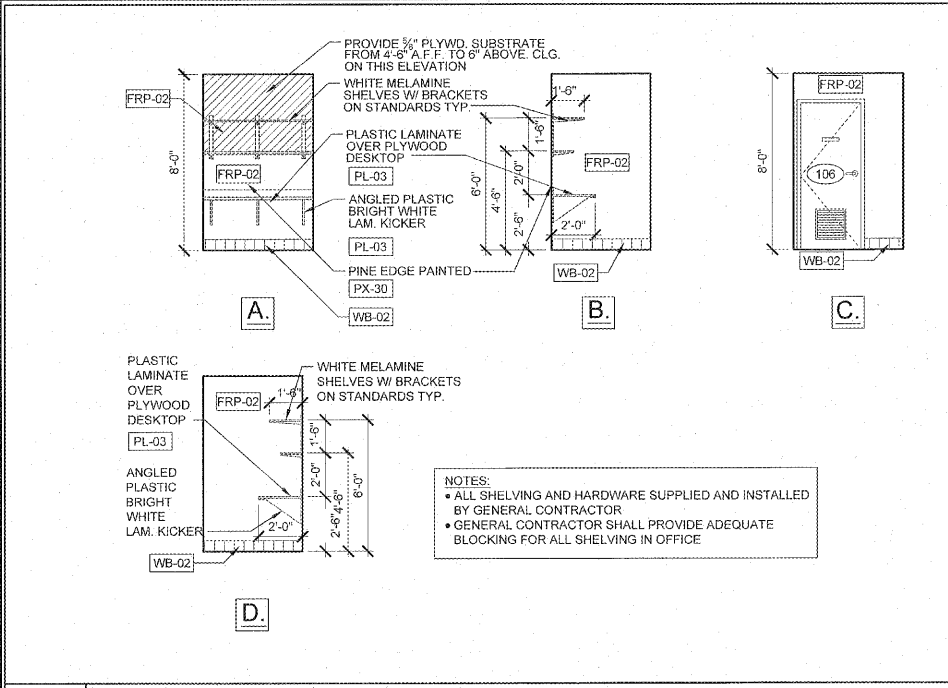 PROVIDE ⅝" PLYWD. SUBSTRATE
FROM 4'-6" A.F.F. TO 6" ABOVE. CLG.
ON THIS ELEVATION
WHITE MELAMINE
SHELVES W/ BRACKETS
ON STANDARDS TYP.
PLASTIC LAMINATE
OVER PLYWOOD
DESKTOP
PL-03
ANGLED PLASTIC
BRIGHT WHITE
LAM. KICKER
PL-03
PINE EDGE PAINTED
PX-30
WB-02
FRP-02
FRP-02
8'-0"
A.
1'-6"
1'-6"
2'-0"
6'-0"
4'-6"
2'-6"
2'-0"
FRP-02
WB-02
B.
FRP-02
8'-0"
106
WB-02
C.
PLASTIC
LAMINATE
OVER
PLYWOOD
DESKTOP
PL-03
ANGLED
PLASTIC
BRIGHT
WHITE
LAM. KICKER
WB-02
FRP-02
1'-6"
WHITE MELAMINE
SHELVES W/ BRACKETS
ON STANDARDS TYP.
1'-6"
2'-0"
6'-0"
4'-6"
2'-6"
2'-0"
D.
NOTES:
• ALL SHELVING AND HARDWARE SUPPLIED AND INSTALLED
BY GENERAL CONTRACTOR
• GENERAL CONTRACTOR SHALL PROVIDE ADEQUATE
BLOCKING FOR ALL SHELVING IN OFFICE